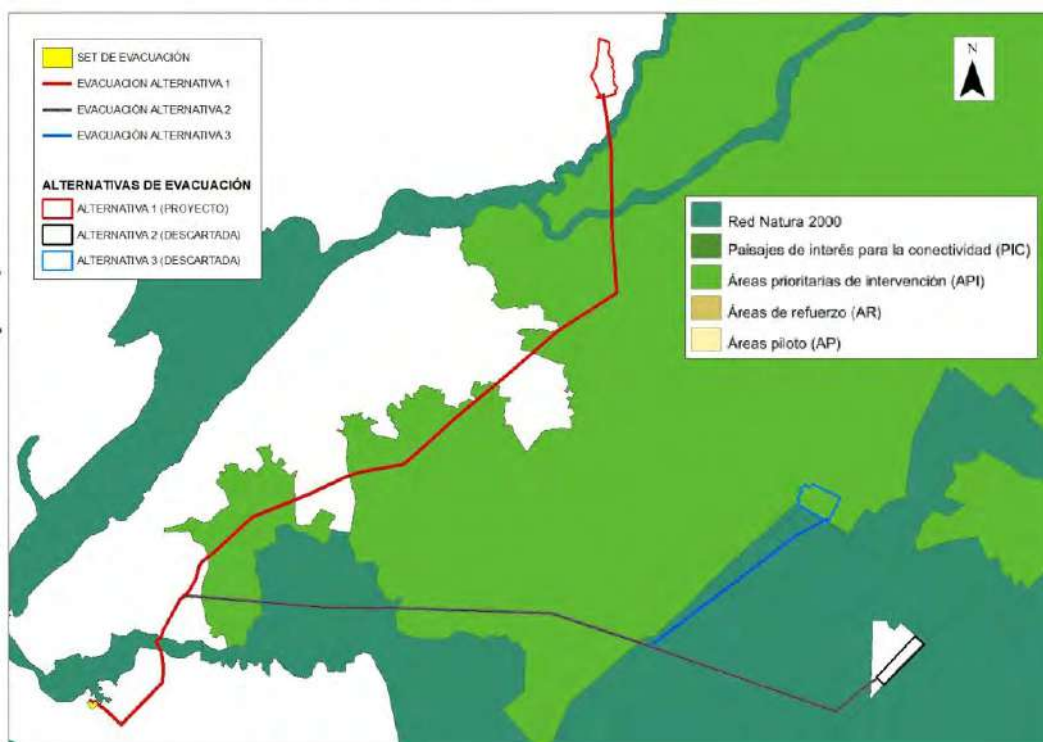 SET DE EVACUACIÓN
EVACUACION ALTERNATIVA 1
EVACUACIÓN ALTERNATIVA 2
EVACUACIÓN ALTERNATIVA 3
ALTERNATIVAS DE EVACUACIÓN
ALTERNATIVA 1 (PROYECTO)
ALTERNATIVA 2 (DESCARTADA)
ALTERNATIVA 3 (DESCARTADA)
N
Red Natura 2000
Paisajes de interés para la conectividad (PIC)
Áreas prioritarias de intervención (API)
Áreas de refuerzo (AR)
Áreas piloto (AP)